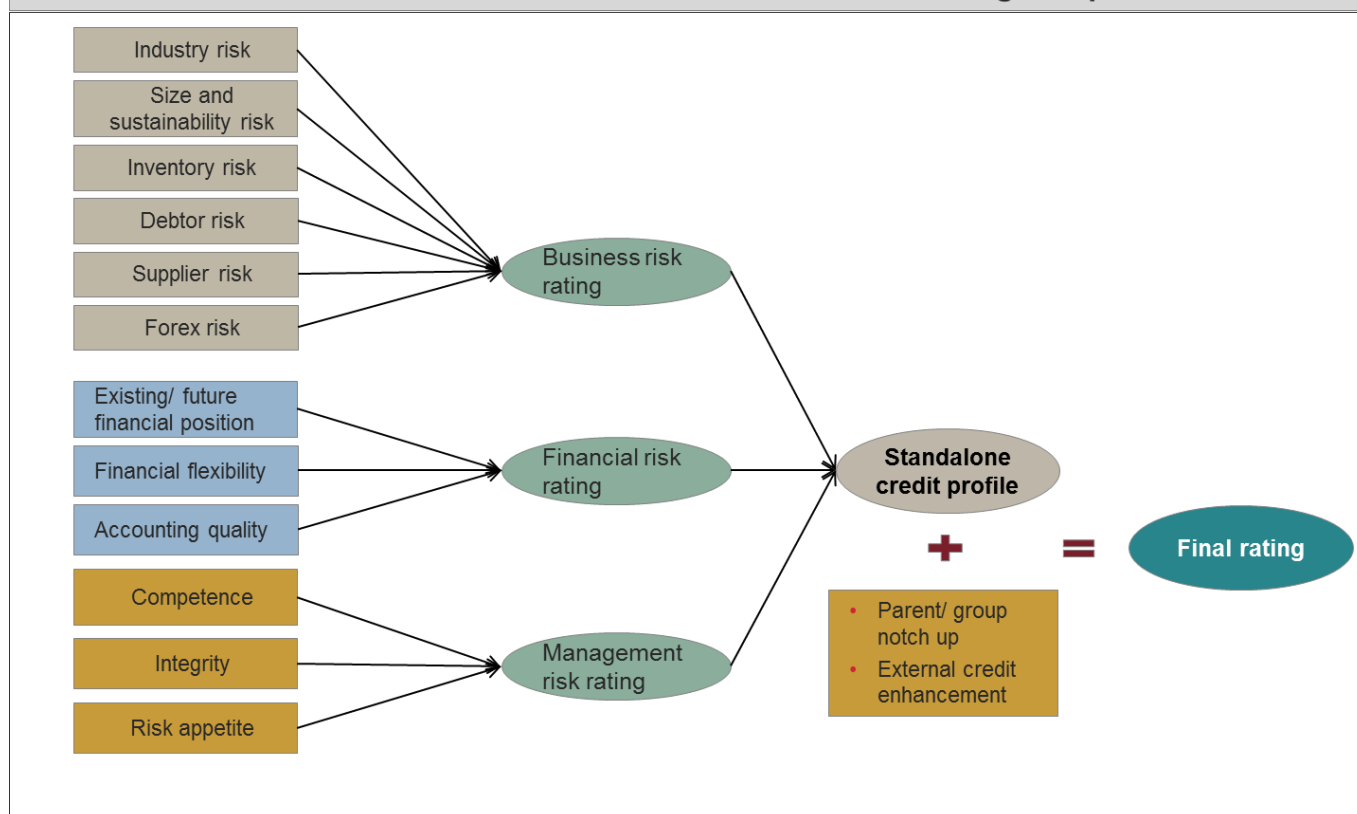 Industry risk
Size and
sustainability risk
Inventory risk
Debtor risk
Supplier risk
Forex risk
Business risk
rating
Existing/ future
financial position
Financial flexibility
Accounting quality
Financial risk
rating
Competence
Integrity
Risk appetite
Management
risk rating
Standalone
credit profile
+
=
Final rating
• Parent/ group
notch up
• External credit
enhancement